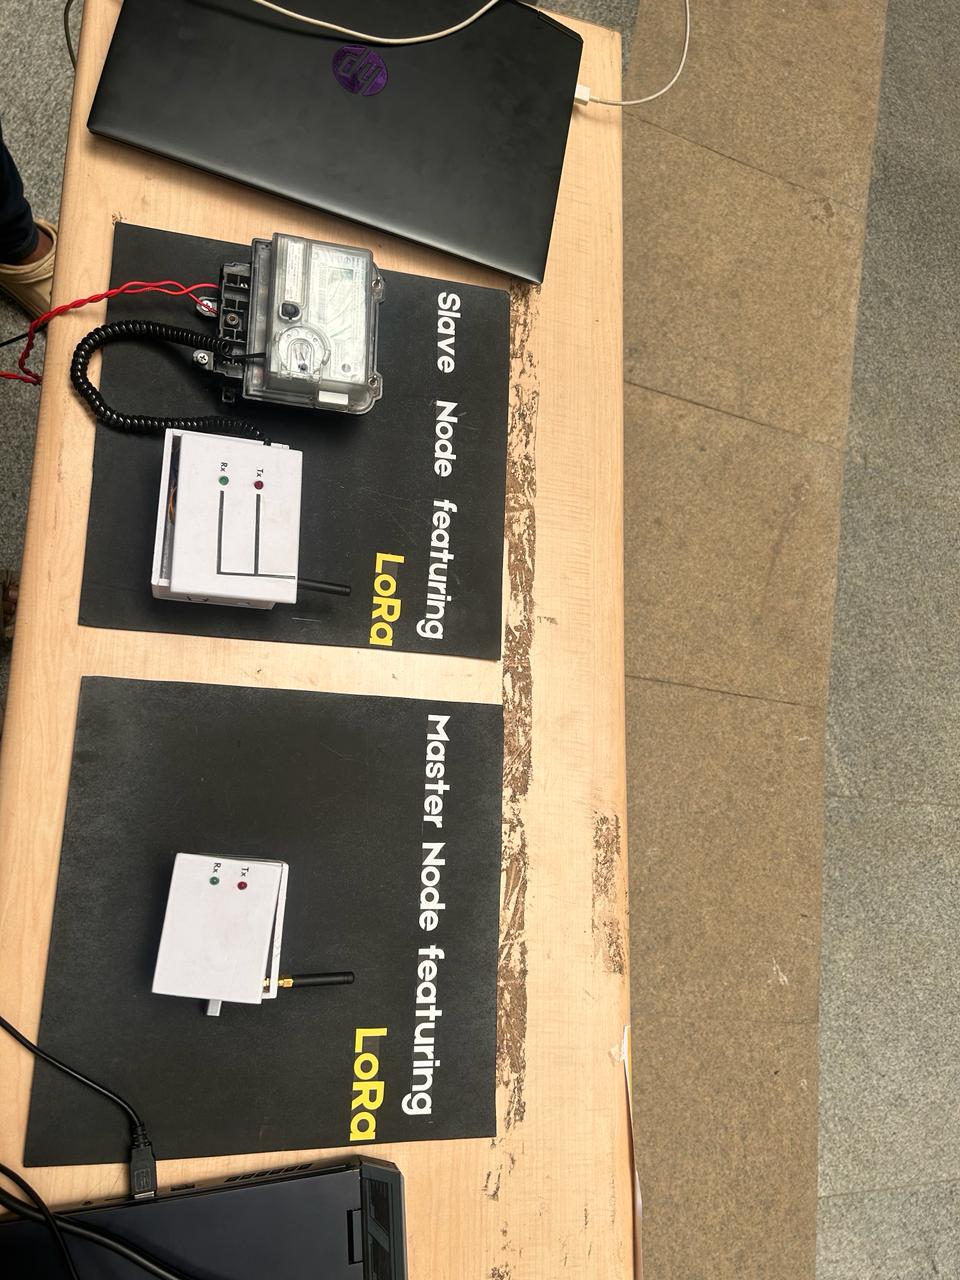 hp
Slave Node featuring
LoRa
Tx
Rx
Master Node featuring
LoRa
Tx
Rx